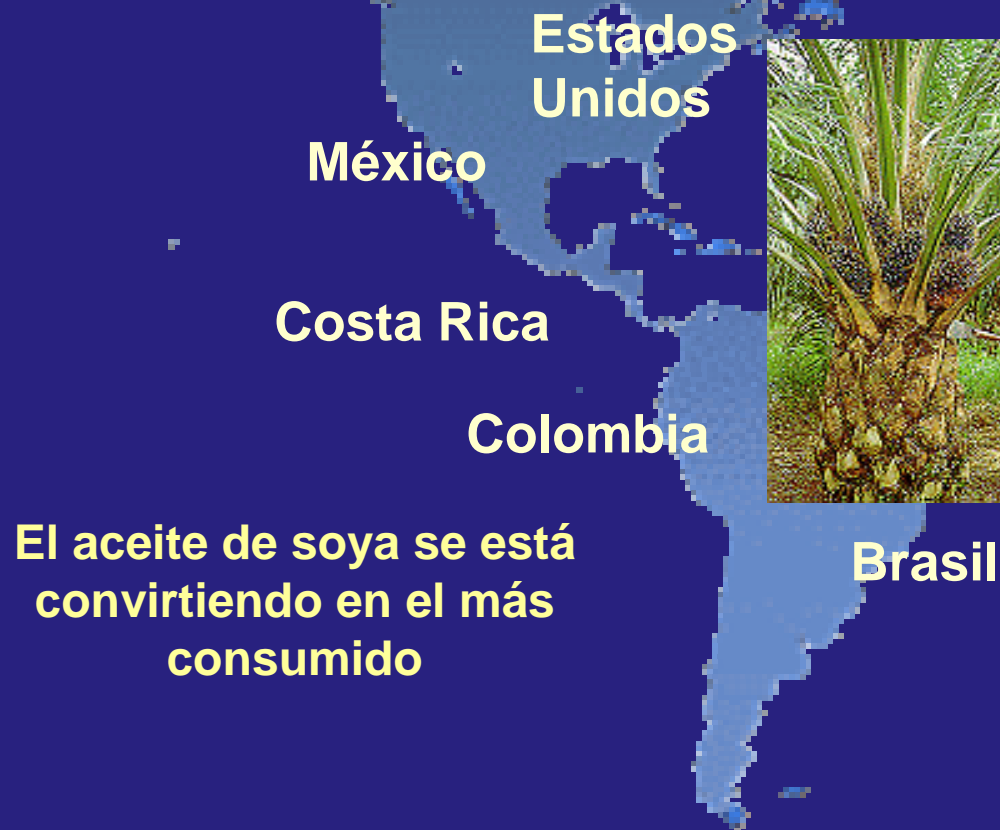 Estados
Unidos
México
Costa Rica
Colombia
El aceite de soya se está
convirtiendo en el más
consumido
Brasil